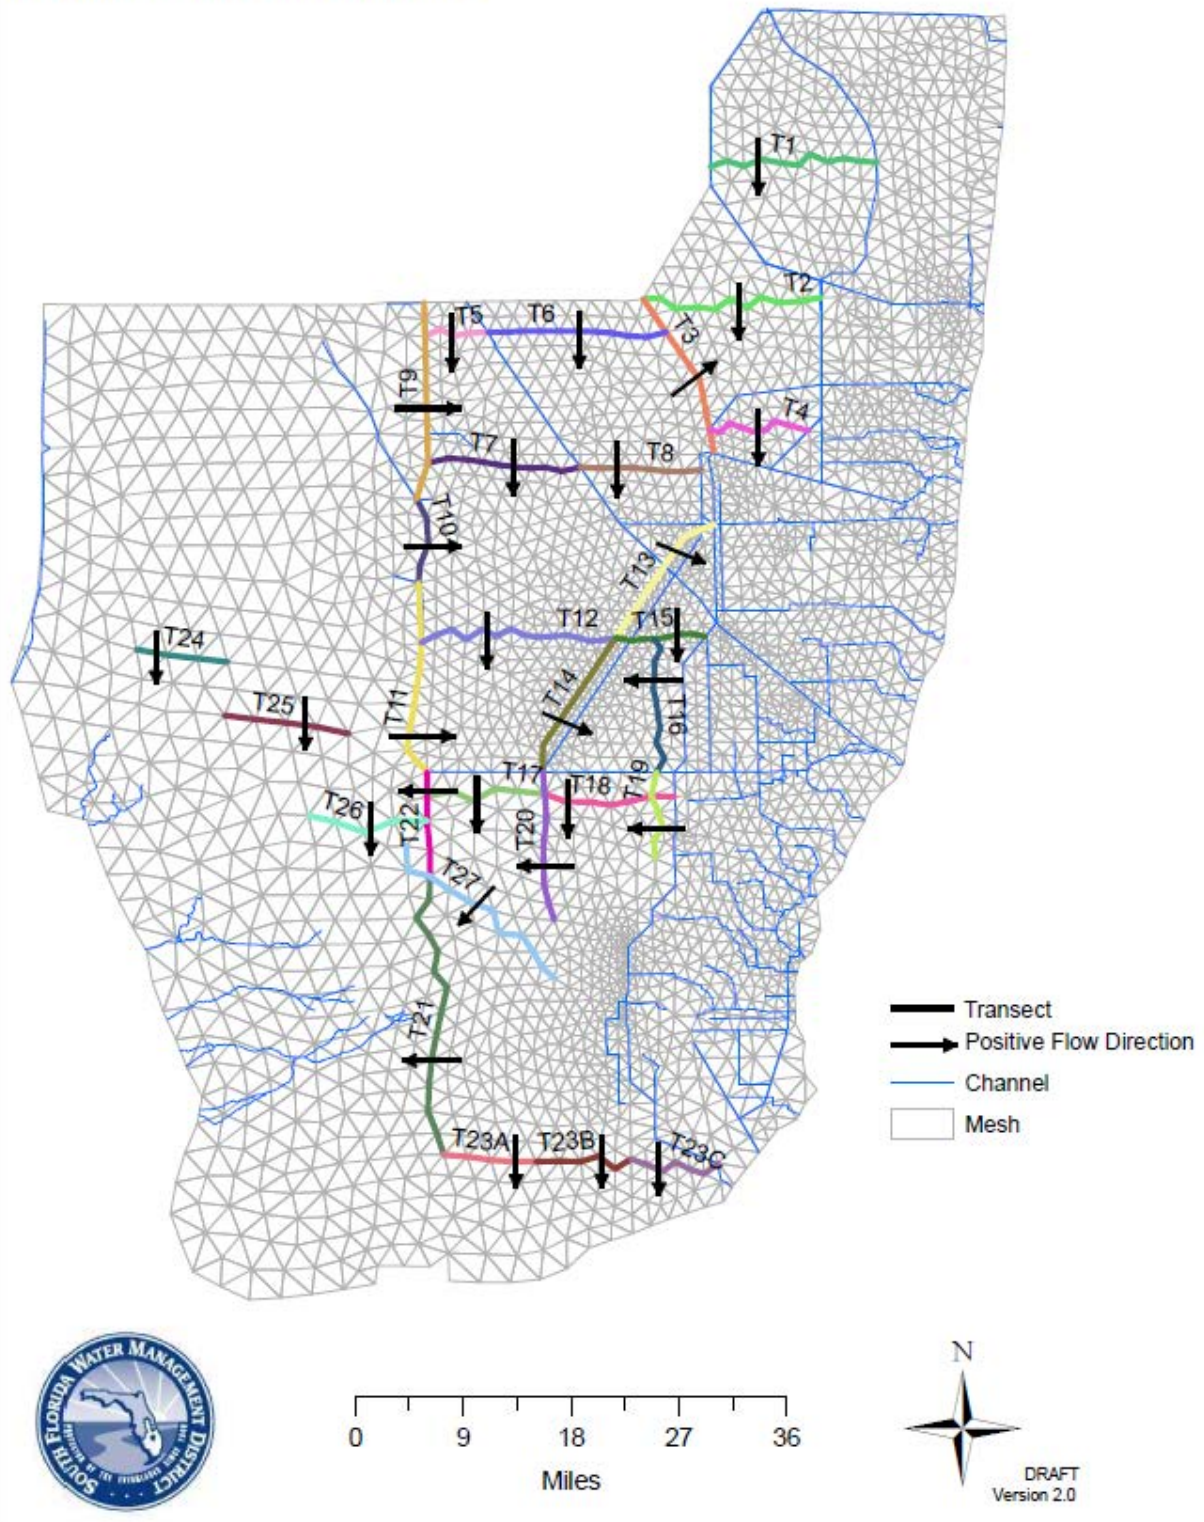 T1
T2
T3
T5
T6
T9
T4
T7
T8
T10
T13
T12
T15
T24
T25
T11
T14
T16
T17
T18
T19
T26
T22
T20
T27
T21
T23A
T23B
T23C
Transect
Positive Flow Direction
Channel
Mesh
SOUTH FLORIDA WATER MANAGEMENT DISTRICT
0 9 18 27 36
Miles
N
DRAFT
Version 2.0